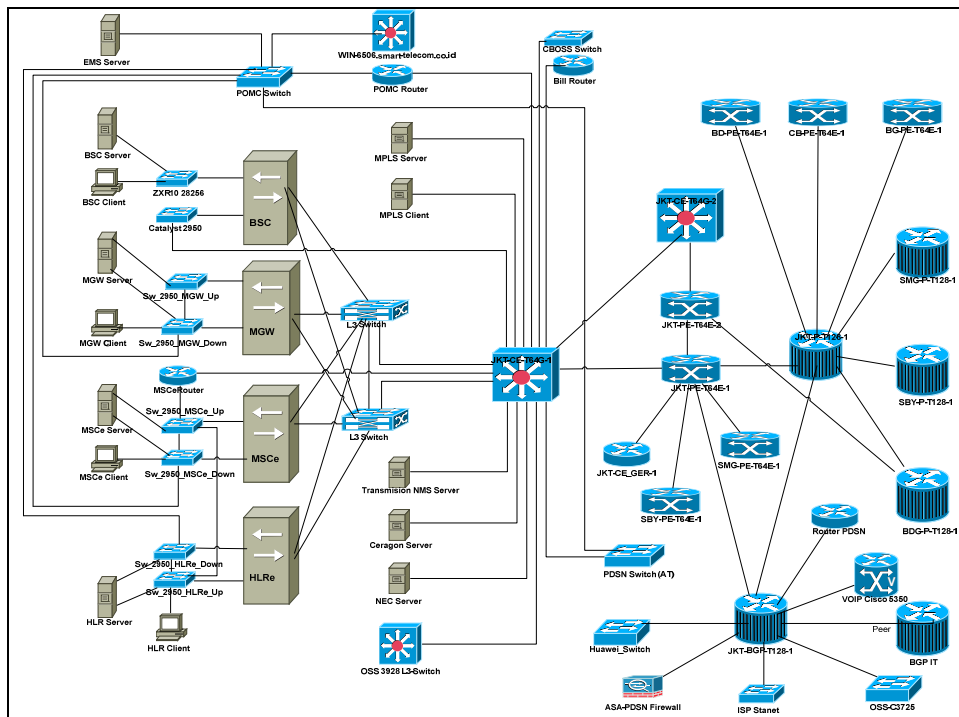 EMS Server
WIN-6506.smart-telecom.co.id
CBOSS Switch
POMC Switch
POMC Router
Bill Router
BD-PE-T64E-1
CB-PE-T64E-1
BG-PE-T64E-1
BSC Server
MPLS Server
BSC Client
ZXR10 28256
MPLS Client
JKT-CE-T64G-2
BSC
Catalyst 2950
MGW Server
SMG-P-T128-1
Sw_2950_MGW_Up
MGW
L3 Switch
JKT-PE-T64E-2
JKT-P-T128-1
MGW Client
Sw_2950_MGW_Down
JKT-CE-T64G-1
MSCeRouter
JKT-PE-T64E-1
SBY-P-T128-1
Sw_2950_MSCe_Up
MSCe Server
L3 Switch
MSCe
SMG-PE-T64E-1
MSCe Client
Sw_2950_MSCe_Down
JKT-CE_GER-1
Transmision NMS Server
SBY-PE-T64E-1
Router PDSN
BDG-P-T128-1
Ceragon Server
Sw_2950_HLRe_Down
PDSN Switch (AT)
HLRe
Sw_2950_HLRe_Up
NEC Server
V
VOIP Cisco 5350
HLR Server
Peer
HLR Client
Huawei_Switch
JKT-BGP-T128-1
BGP IT
OSS 3928 L3-Switch
ASA-PDSN Firewall
ISP Stanet
OSS-C3725